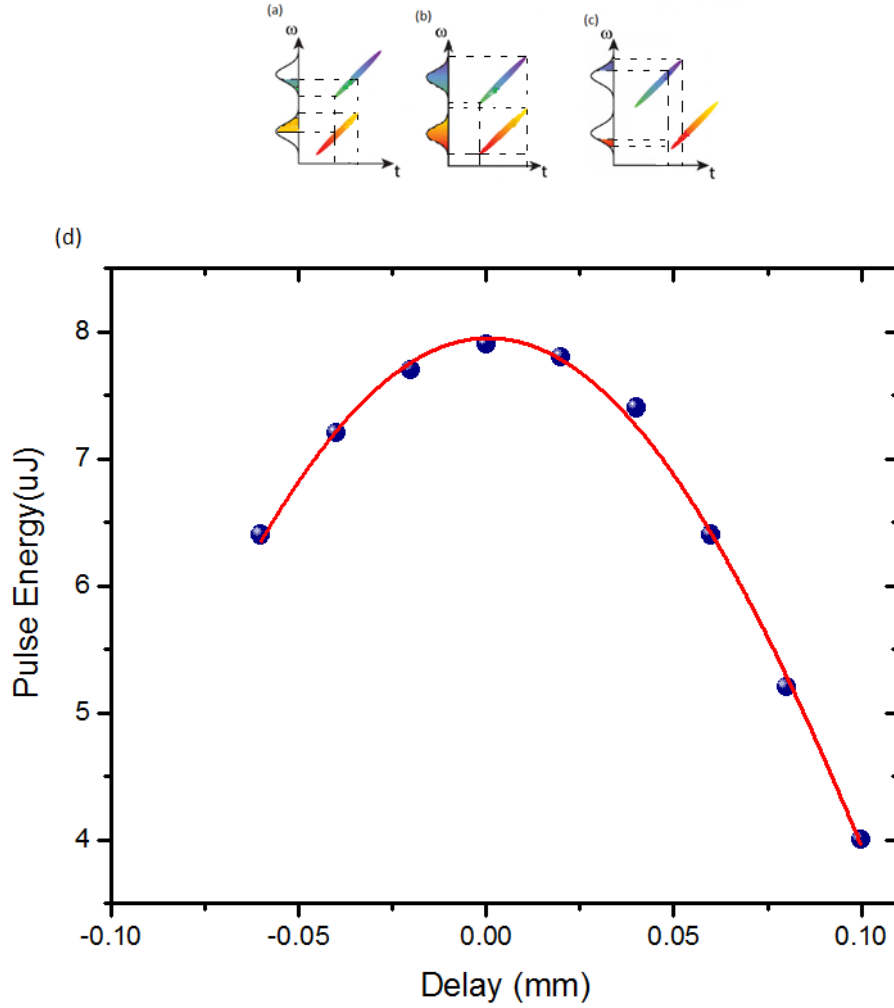 (a)
(b)
(c)
ω
ω
ω
t
t
t
(d)
8
7
6
5
4
Pulse Energy(uJ)
-0.10
-0.05
0.00
0.05
0.10
Delay (mm)